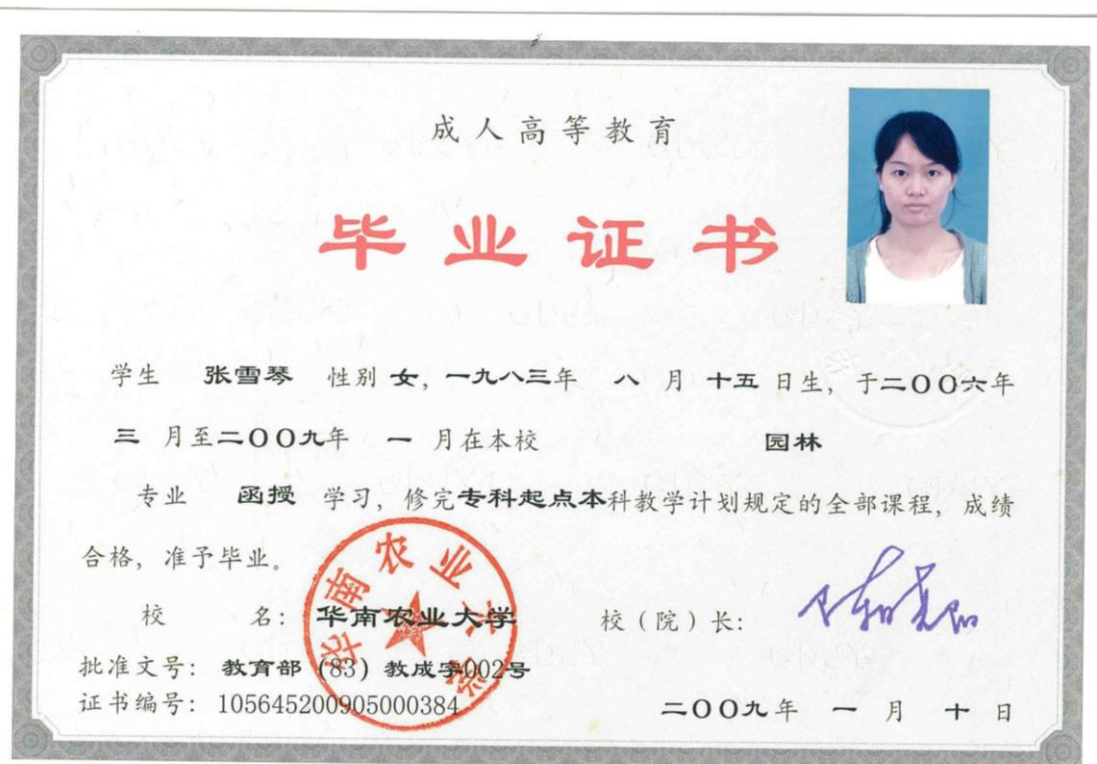 成人高等教育
毕业证书
学生 张雪琴 性别 女，一九八三年 八 月 十五 日生，于二〇〇六年
三 月至二〇〇九年 一 月在本校 园林
专业 函授 学习，修完专科起点本科教学计划规定的全部课程，成绩
合格，准予毕业。
校 名：华南农业大学 校（院）长：
批准文号：教育部（83）教成字002号
证书编号：105645200905000384
二〇〇九年 一 月 十 日
华南农业大学